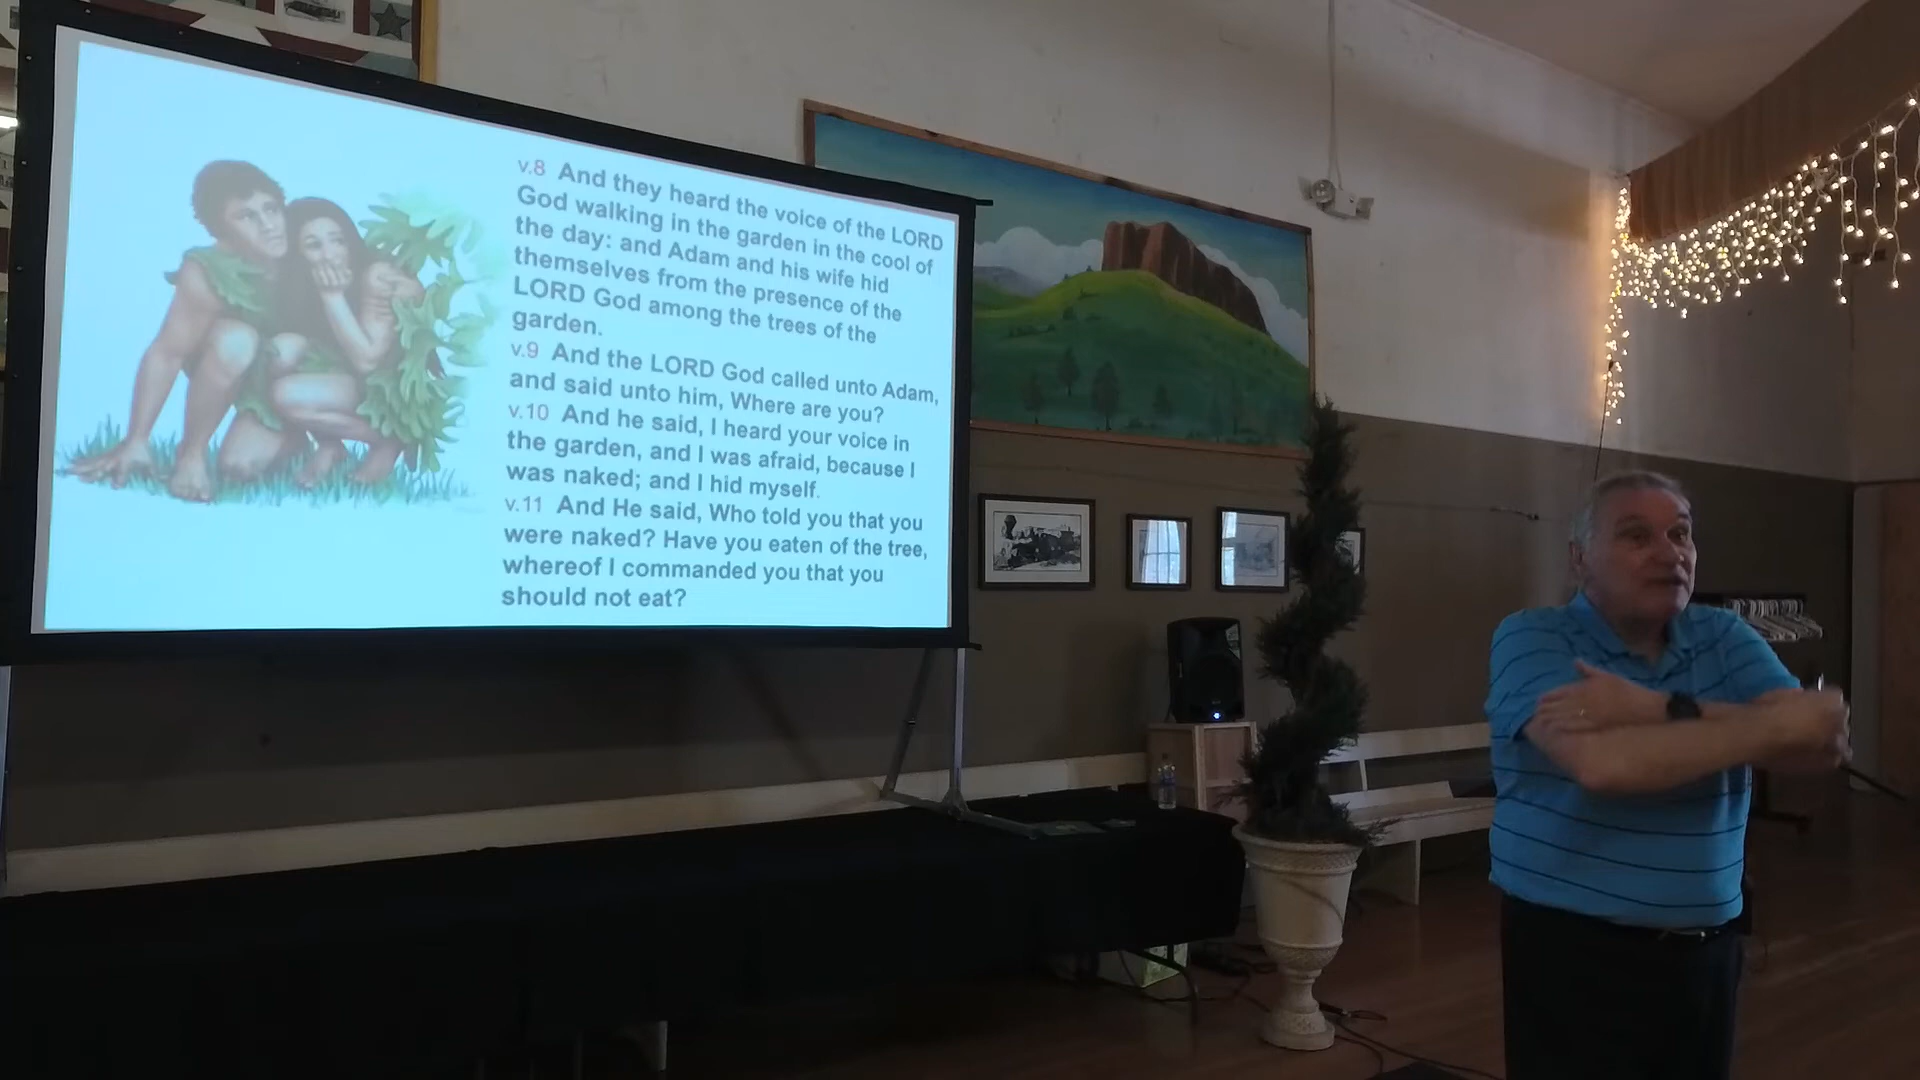 v.8 And they heard the voice of the LORD
God walking in the garden in the cool of
the day: and Adam and his wife hid
themselves from the presence of the
LORD God among the trees of the
garden.
v.9 And the LORD God called unto Adam,
and said unto him, Where are you?
v.10 And he said, I heard your voice in
the garden, and I was afraid, because I
was naked; and I hid myself.
v.11 And He said, Who told you that you
were naked? Have you eaten of the tree,
whereof I commanded you that you
should not eat?